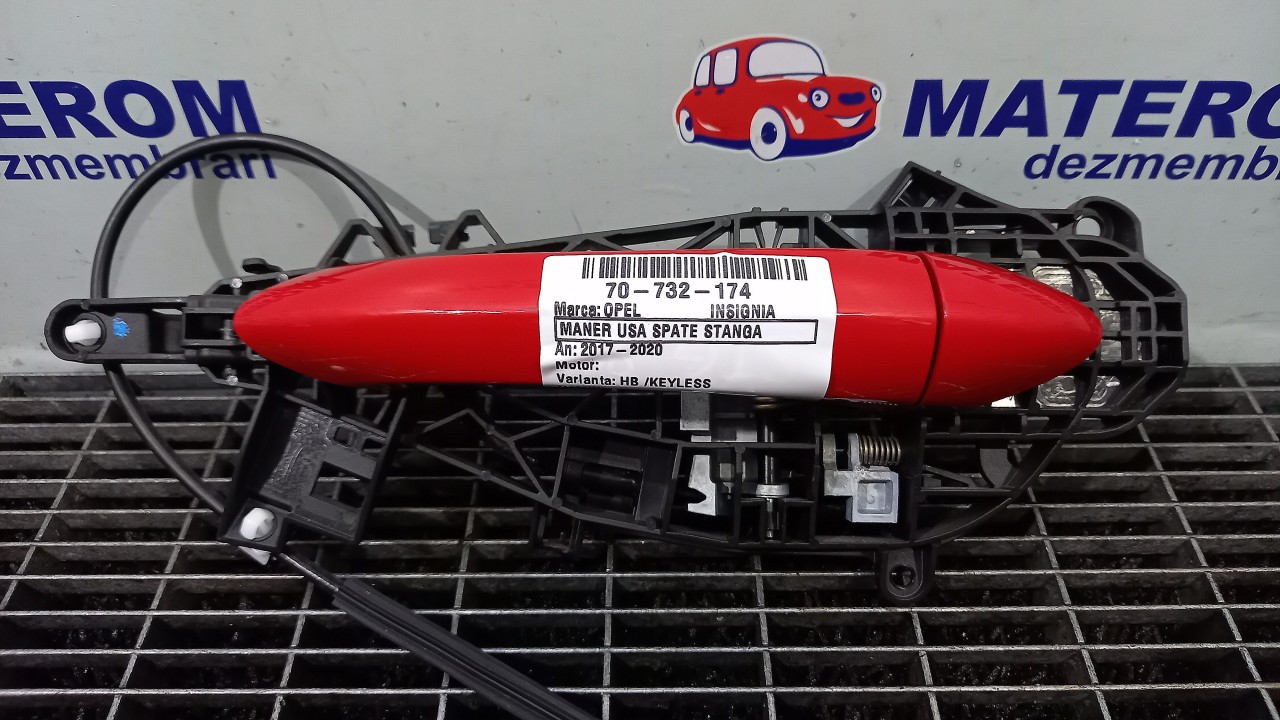 EROM
dezmembrari
MATERO
dezmembrar
70-732-174
Marca: OPEL INSIGNIA
MANER USA SPATE STANGA
An: 2017-2020
Motor:
Varianta: HB /KEYLESS